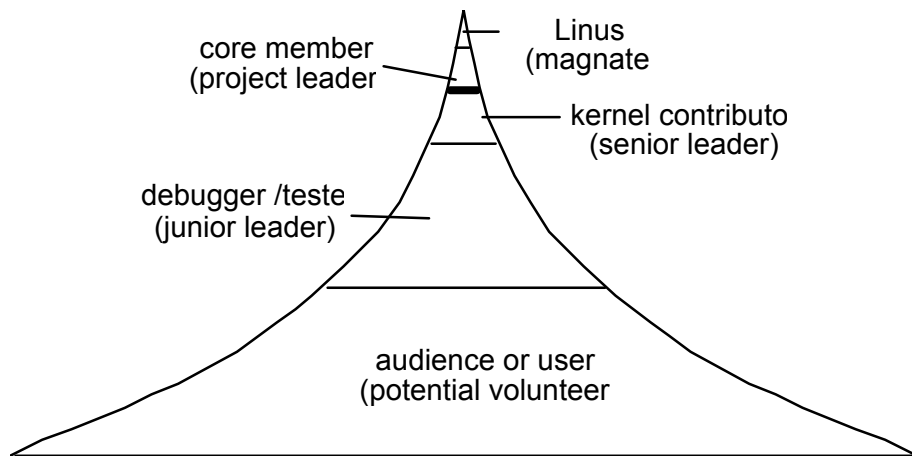 Linus
(magnate
core member
(project leader
kernel contributo
(senior leader)
debugger /teste
(junior leader)
audience or user
(potential volunteer